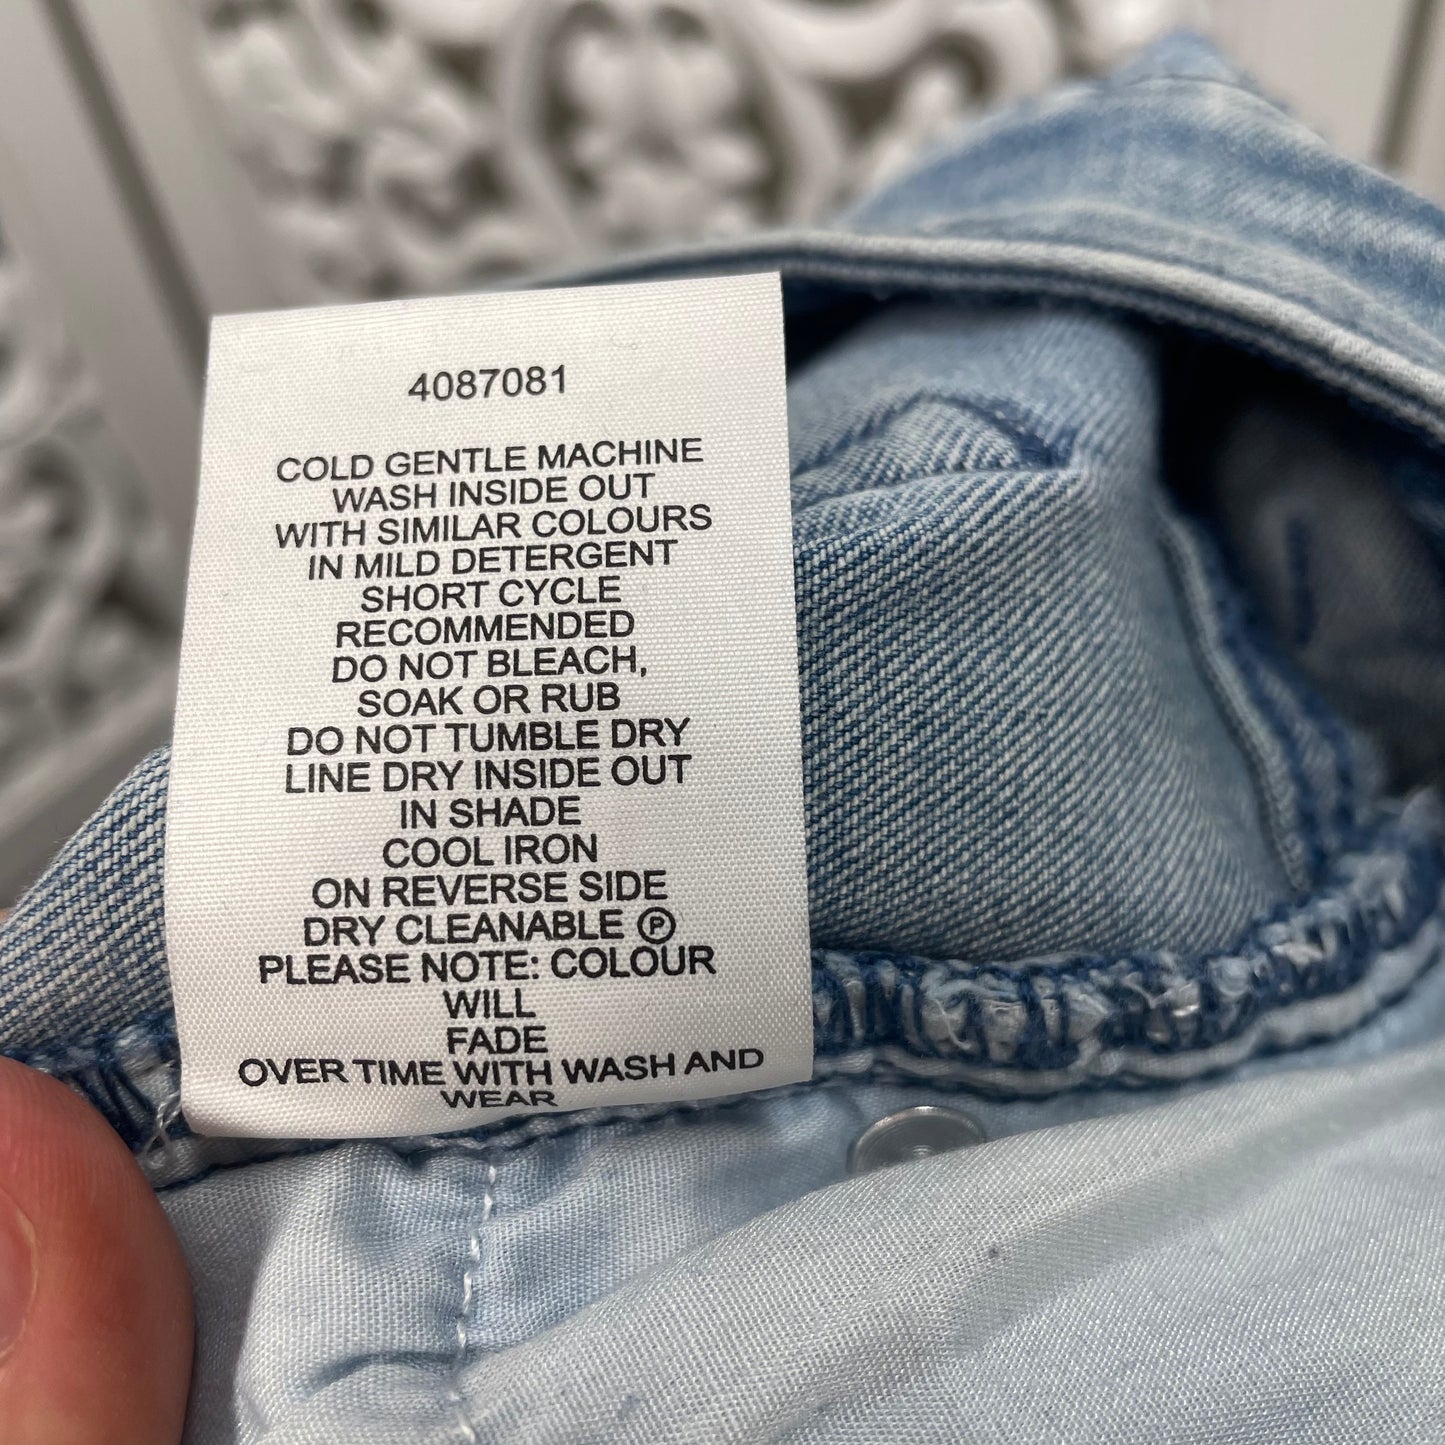 4087081
COLD GENTLE MACHINE
WASH INSIDE OUT
WITH SIMILAR COLOURS
IN MILD DETERGENT
SHORT CYCLE
RECOMMENDED
DO NOT BLEACH,
SOAK OR RUB
DO NOT TUMBLE DRY
LINE DRY INSIDE OUT
IN SHADE
COOL IRON
ON REVERSE SIDE
DRY CLEANABLE Ⓟ
PLEASE NOTE: COLOUR
WILL
FADE
OVER TIME WITH WASH AND
WEAR